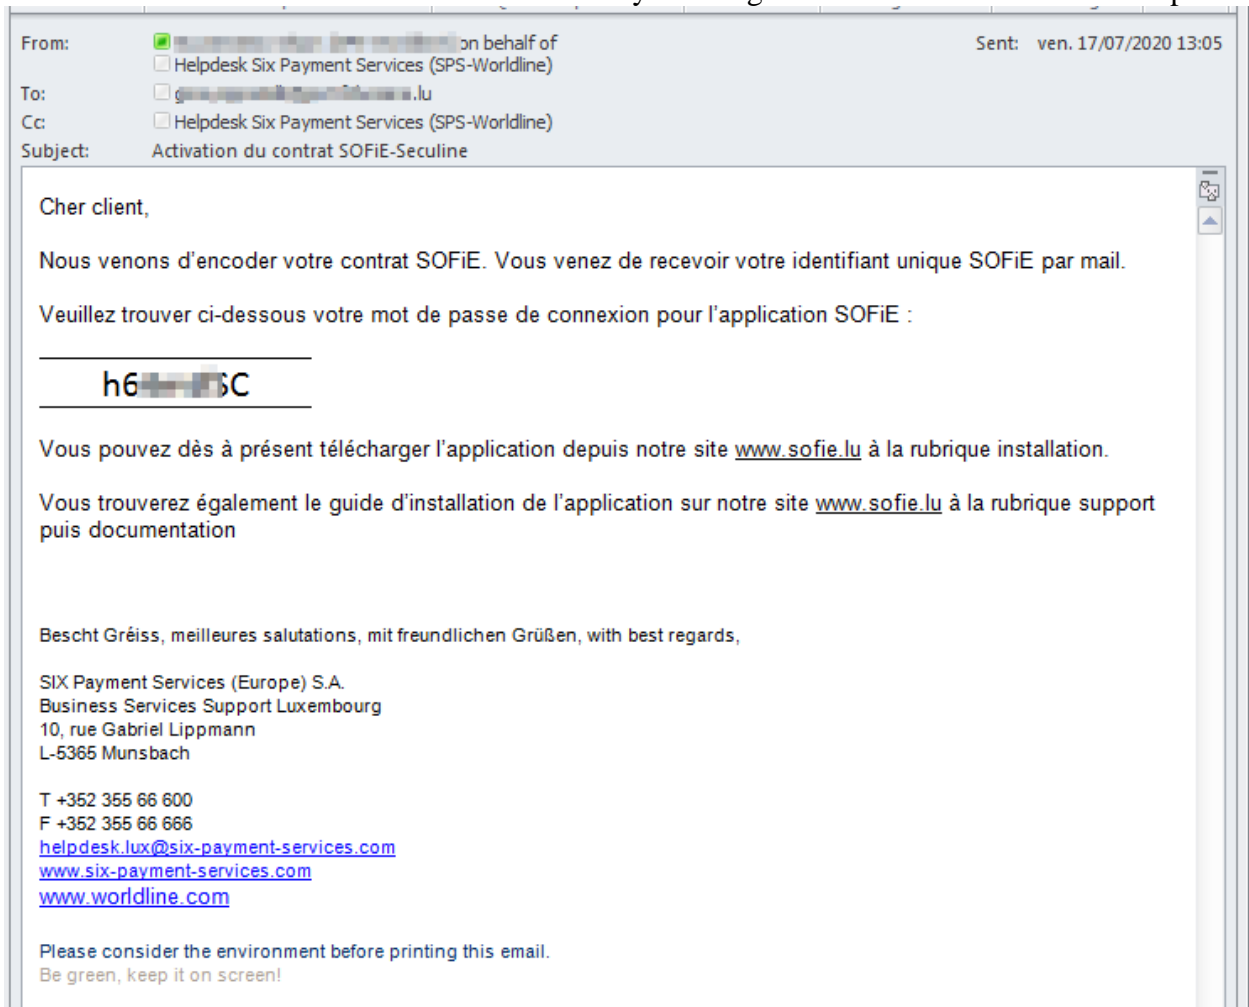 From: on behalf of Sent: ven. 17/07/2020 13:05
Helpdesk Six Payment Services (SPS-Worldline)
To: .lu
Cc: Helpdesk Six Payment Services (SPS-Worldline)
Subject: Activation du contrat SOFiE-Seculine
Cher client,
Nous venons d'encoder votre contrat SOFiE. Vous venez de recevoir votre identifiant unique SOFiE par mail.
Veuillez trouver ci-dessous votre mot de passe de connexion pour l'application SOFiE :
Vous pouvez dès à présent télécharger l'application depuis notre site www.sofie.lu à la rubrique installation.
Vous trouverez également le guide d'installation de l'application sur notre site www.sofie.lu à la rubrique support
puis documentation
Bescht Gréiss, meilleures salutations, mit freundlichen Grüßen, with best regards,
SIX Payment Services (Europe) S.A.
Business Services Support Luxembourg
10, rue Gabriel Lippmann
L-5365 Munsbach
T +352 355 66 600
F +352 355 66 666
helpdesk.lux@six-payment-services.com
www.six-payment-services.com
www.worldline.com
Please consider the environment before printing this email.
Be green, keep it on screen!